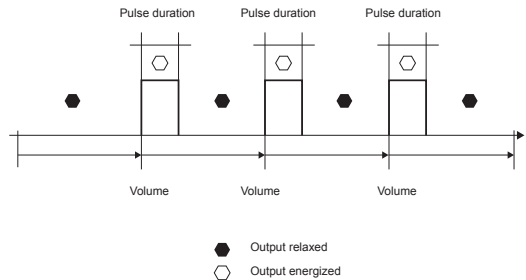 Pulse duration Pulse duration Pulse duration
Volume Volume Volume
Output relaxed
Output energized